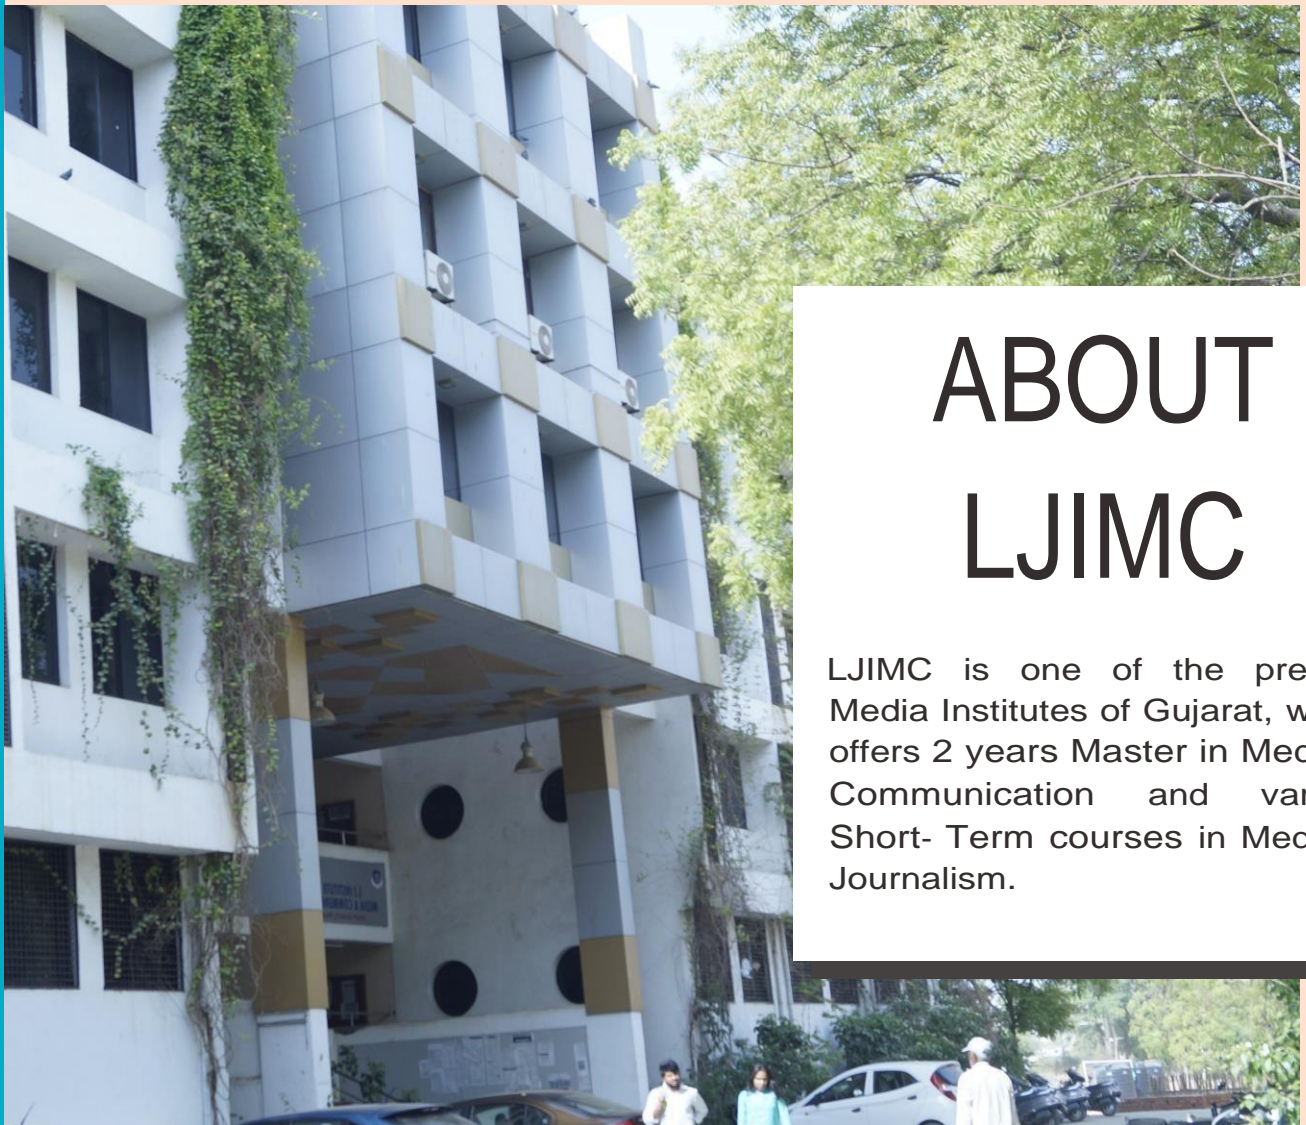 ABOUT
LJIMC
LJIMC is one of the
Media Institutes of Gujarat,
offers 2 years Master in
Communication and
Short- Term courses in
Journalism.